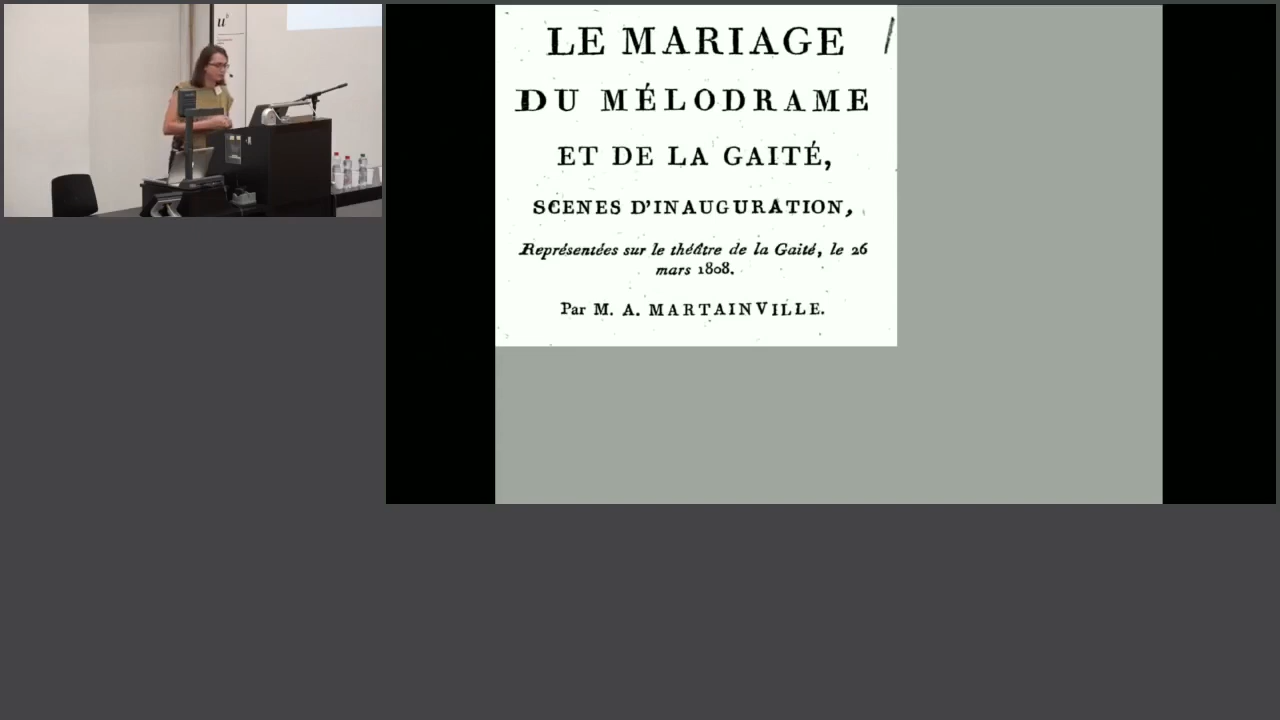 u^b
LE MARIAGE
DU MÉLODRAME
ET DE LA GAITÉ,
SCENES D'INAUGURATION,
Représentées sur le théâtre de la Gaité, le 26
mars 1808.
Par M. A. MARTAINVILLE.